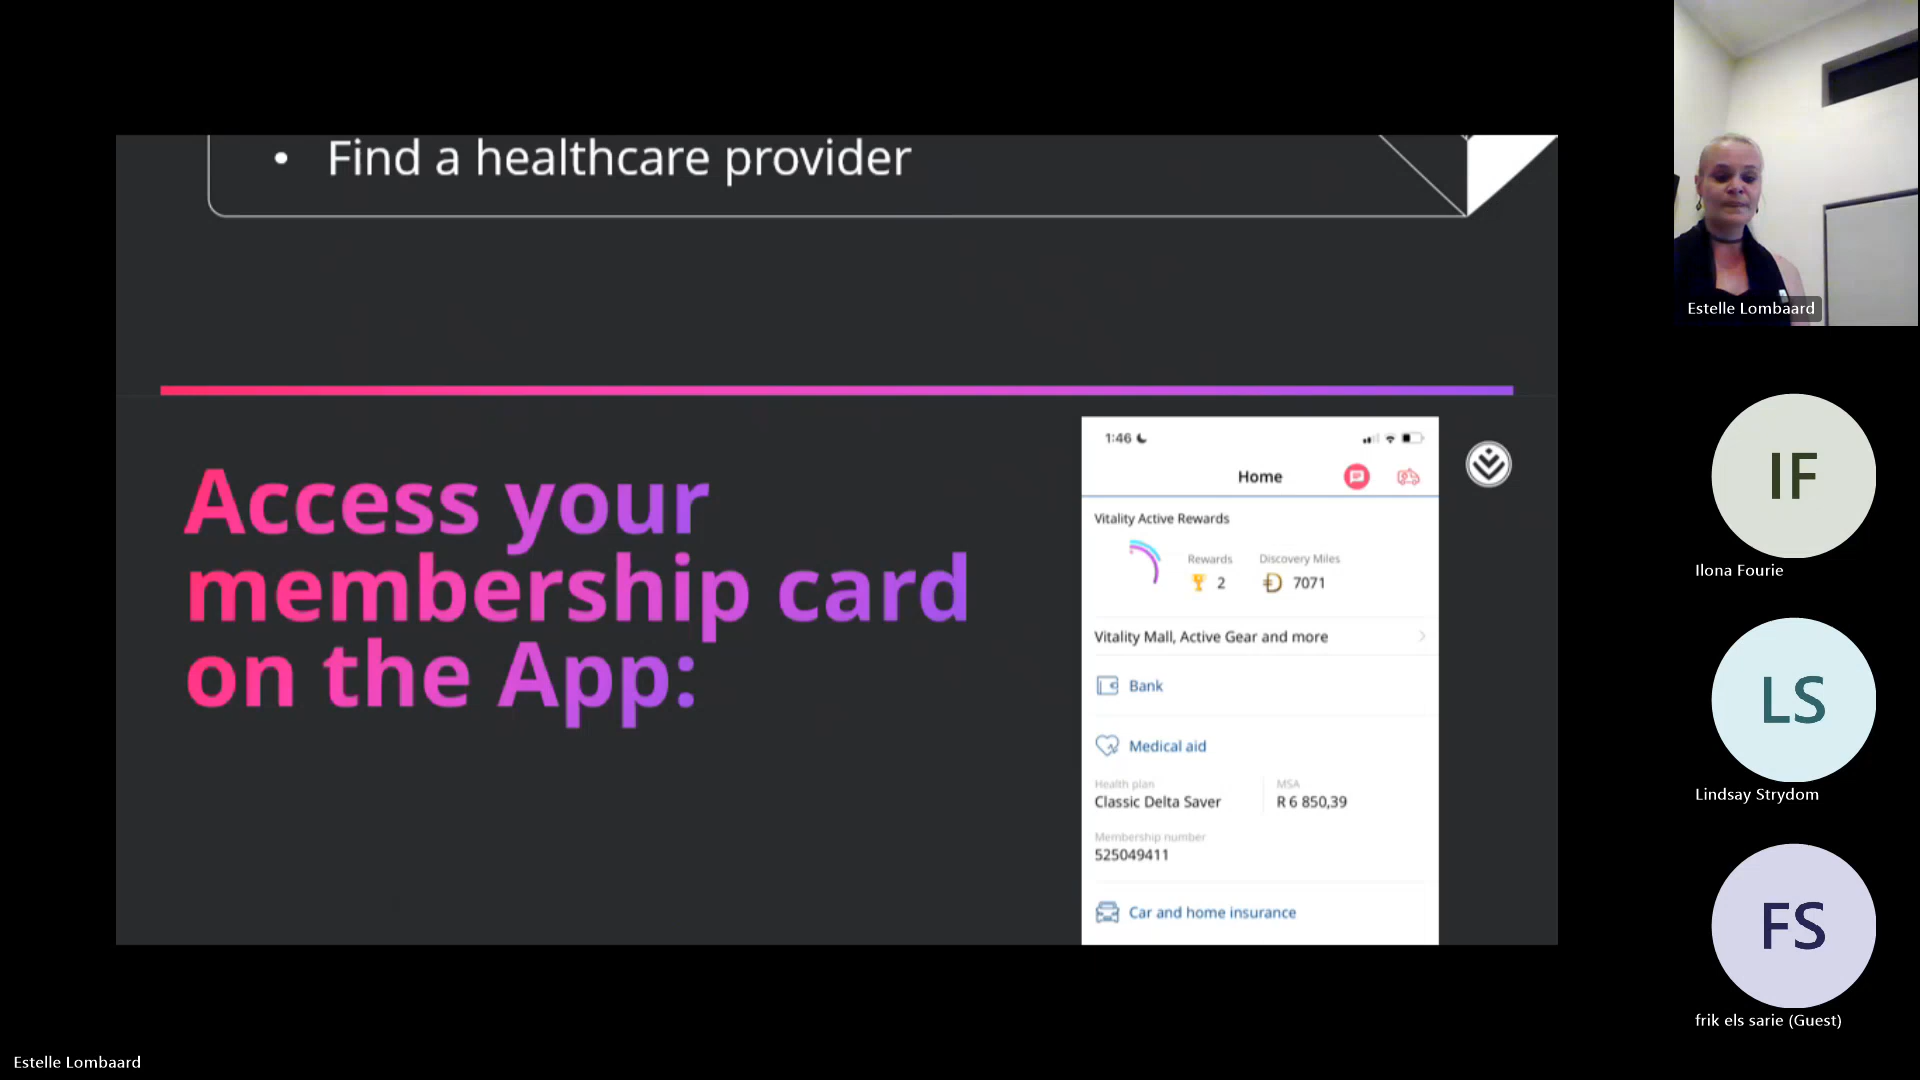 • Find a healthcare provider
Access your
membership card
on the App:
1:46
Home
Vitality Active Rewards
Rewards
Discovery Miles
2
7071
Vitality Mall, Active Gear and more
Bank
Medical aid
Health plan
MSA
Classic Delta Saver
R 6 850,39
Membership number
525049411
Car and home insurance
Estelle Lombaard
IF
Ilona Fourie
LS
Lindsay Strydom
FS
frik els sarie (Guest)
Estelle Lombaard